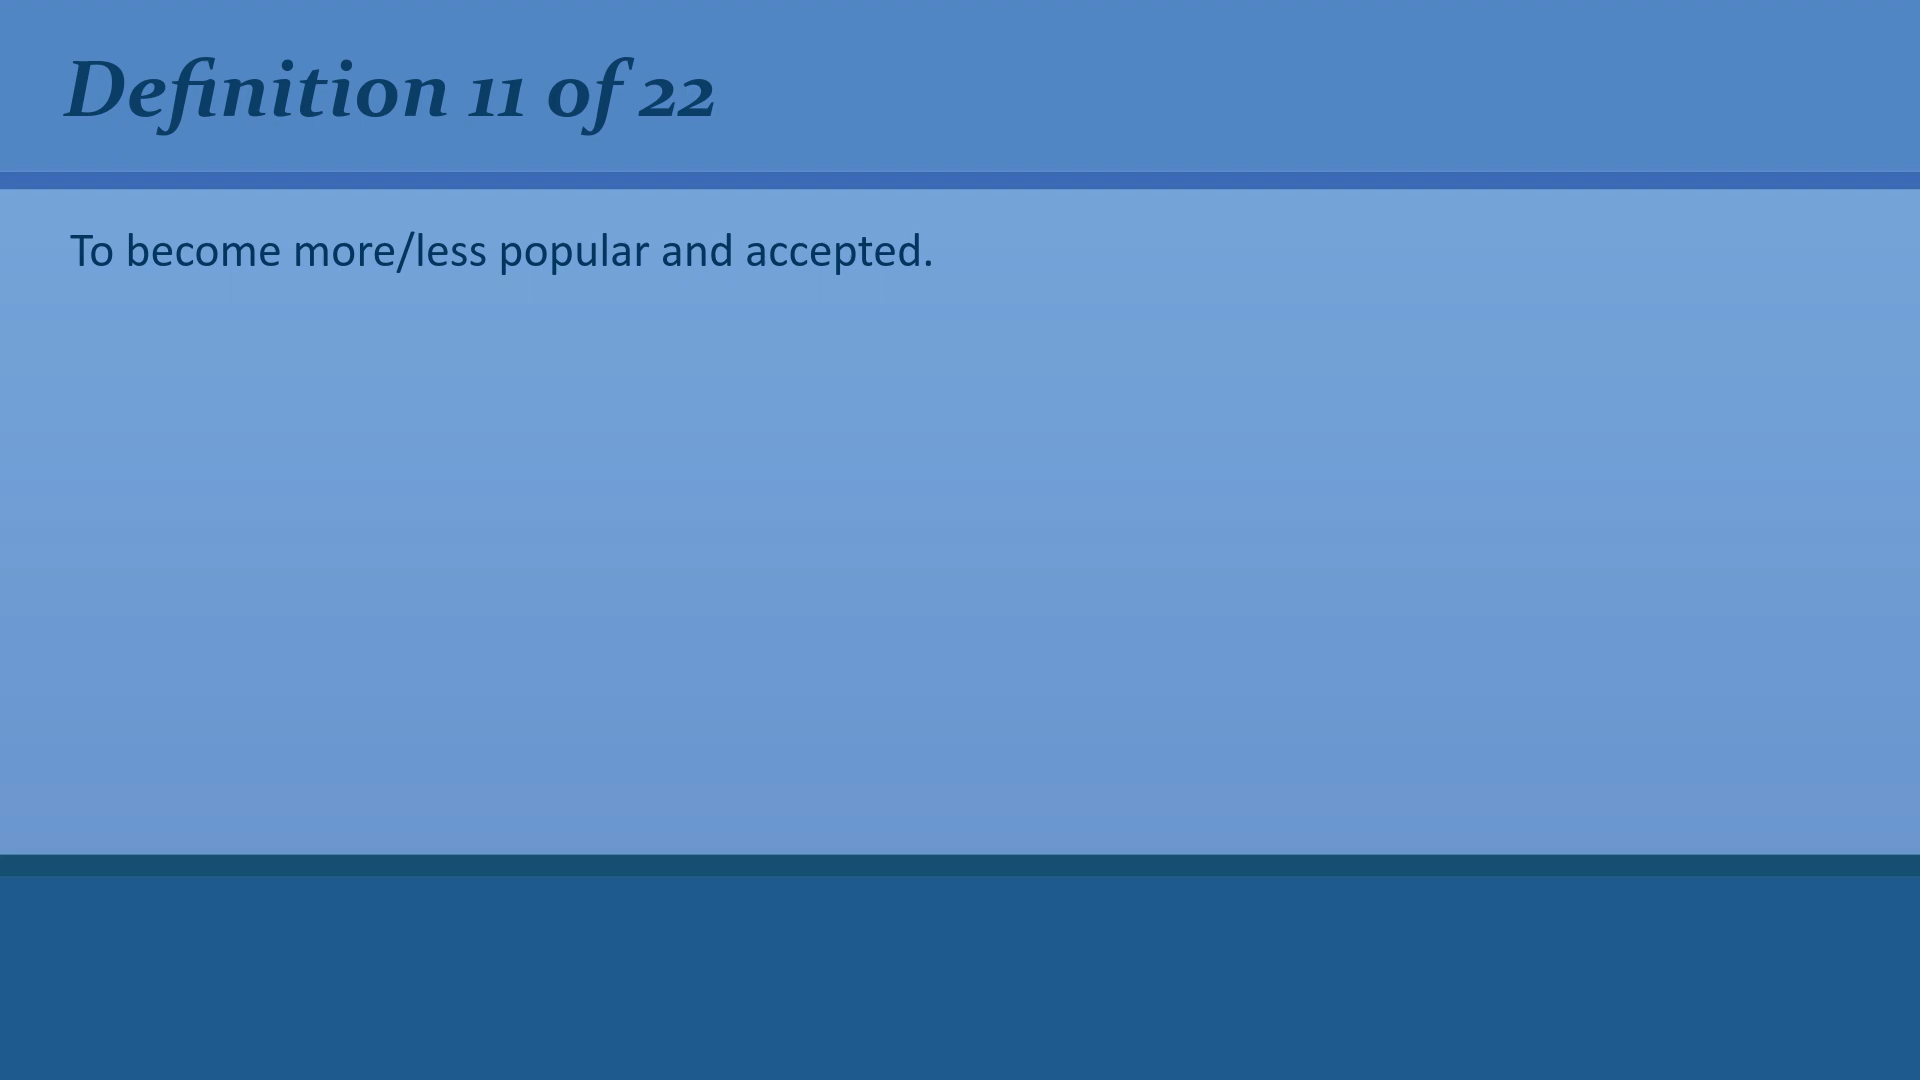 Definition 11 of 22
To become more/less popular and accepted.